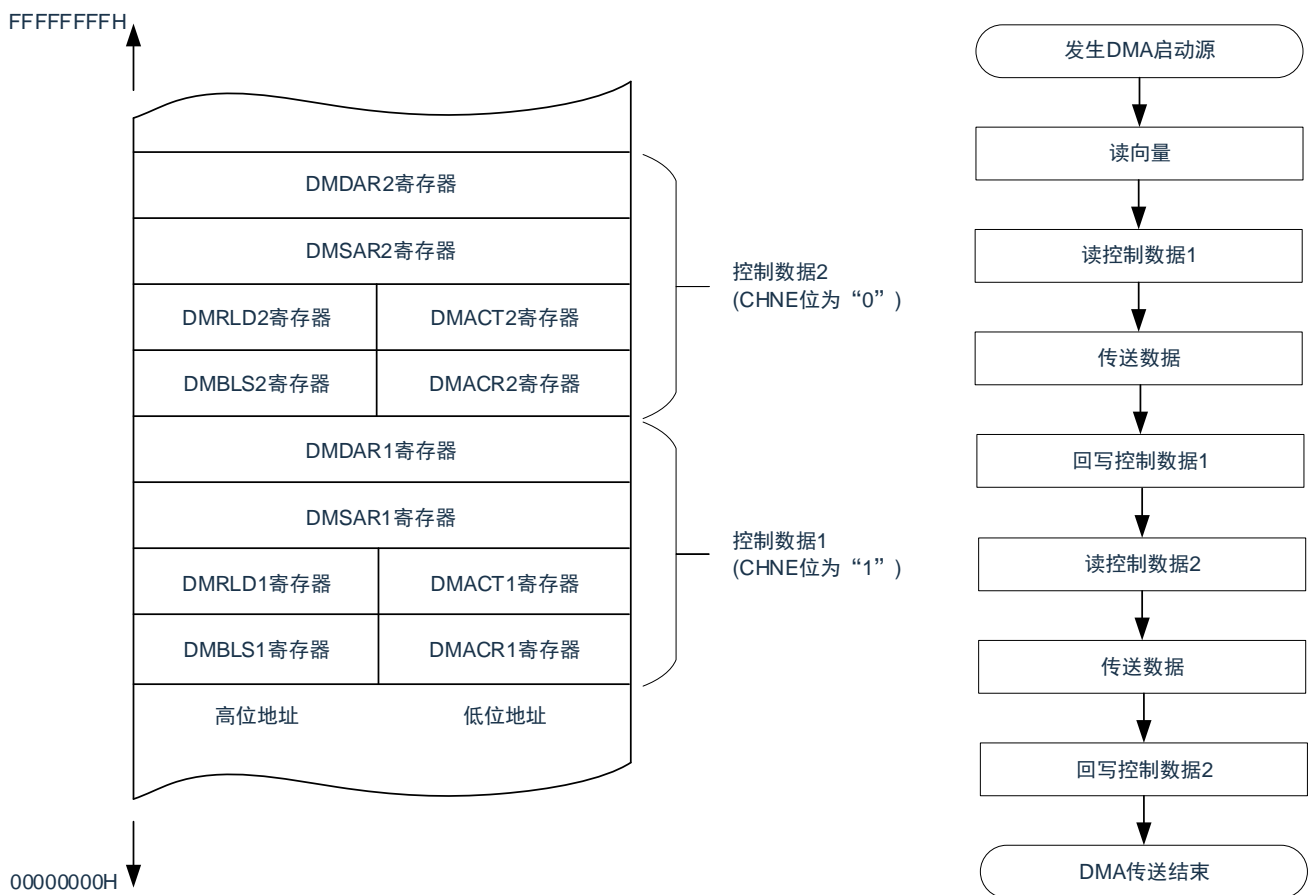 FFFFFFFFH
DMDAR2寄存器
DMSAR2寄存器
DMRLD2寄存器
DMACT2寄存器
DMBLS2寄存器
DMACR2寄存器
控制数据2
(CHNE位为“0”)
DMDAR1寄存器
DMSAR1寄存器
DMRLD1寄存器
DMACT1寄存器
DMBLS1寄存器
DMACR1寄存器
控制数据1
(CHNE位为“1”)
高位地址
低位地址
00000000H
发生DMA启动源
读向量
读控制数据1
传送数据
回写控制数据1
读控制数据2
传送数据
回写控制数据2
DMA传送结束